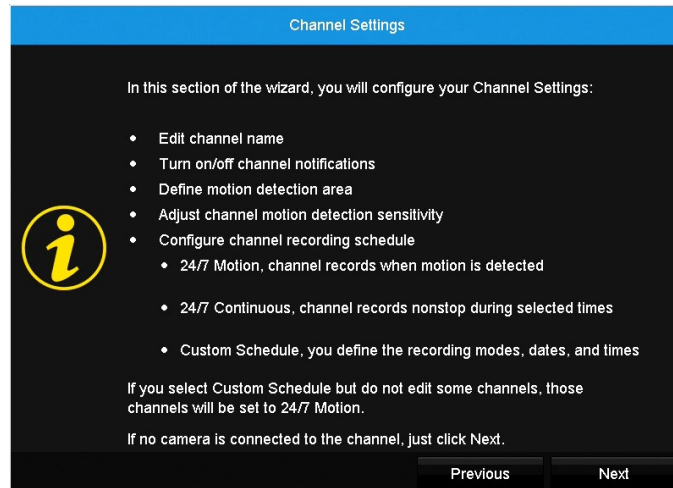 Channel Settings
In this section of the wizard, you will configure your Channel Settings:
• Edit channel name
• Turn on/off channel notifications
• Define motion detection area
• Adjust channel motion detection sensitivity
• Configure channel recording schedule
• 24/7 Motion, channel records when motion is detected
• 24/7 Continuous, channel records nonstop during selected times
• Custom Schedule, you define the recording modes, dates, and times
If you select Custom Schedule but do not edit some channels, those
channels will be set to 24/7 Motion.
If no camera is connected to the channel, just click Next.
Previous Next